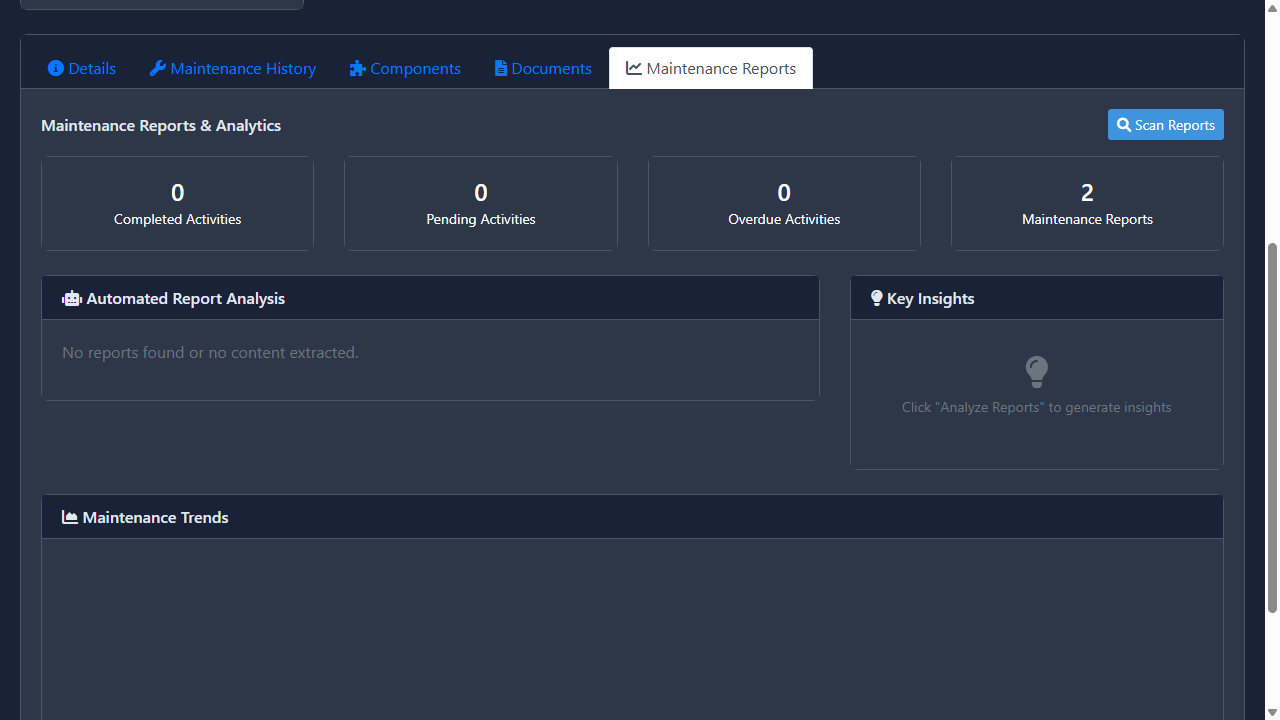 Details
Maintenance History
Components
Documents
Maintenance Reports
Maintenance Reports & Analytics
Scan Reports
0
Completed Activities
0
Pending Activities
0
Overdue Activities
2
Maintenance Reports
Automated Report Analysis
No reports found or no content extracted.
Key Insights
Click "Analyze Reports" to generate insights
Maintenance Trends